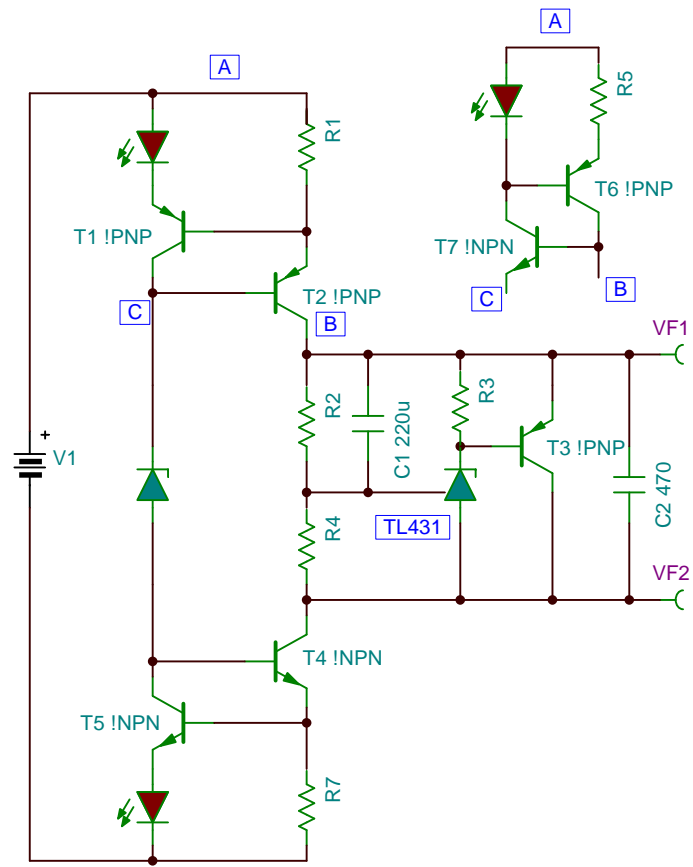 A
A
R1
R5
T6 !PNP
T1 !PNP
T7 !NPN
T2 !PNP
C
B
C
B
VF1
R2
C1 220u
R3
T3 !PNP
+
V1
C2 470
R4
TL431
VF2
T4 !NPN
T5 !NPN
R7